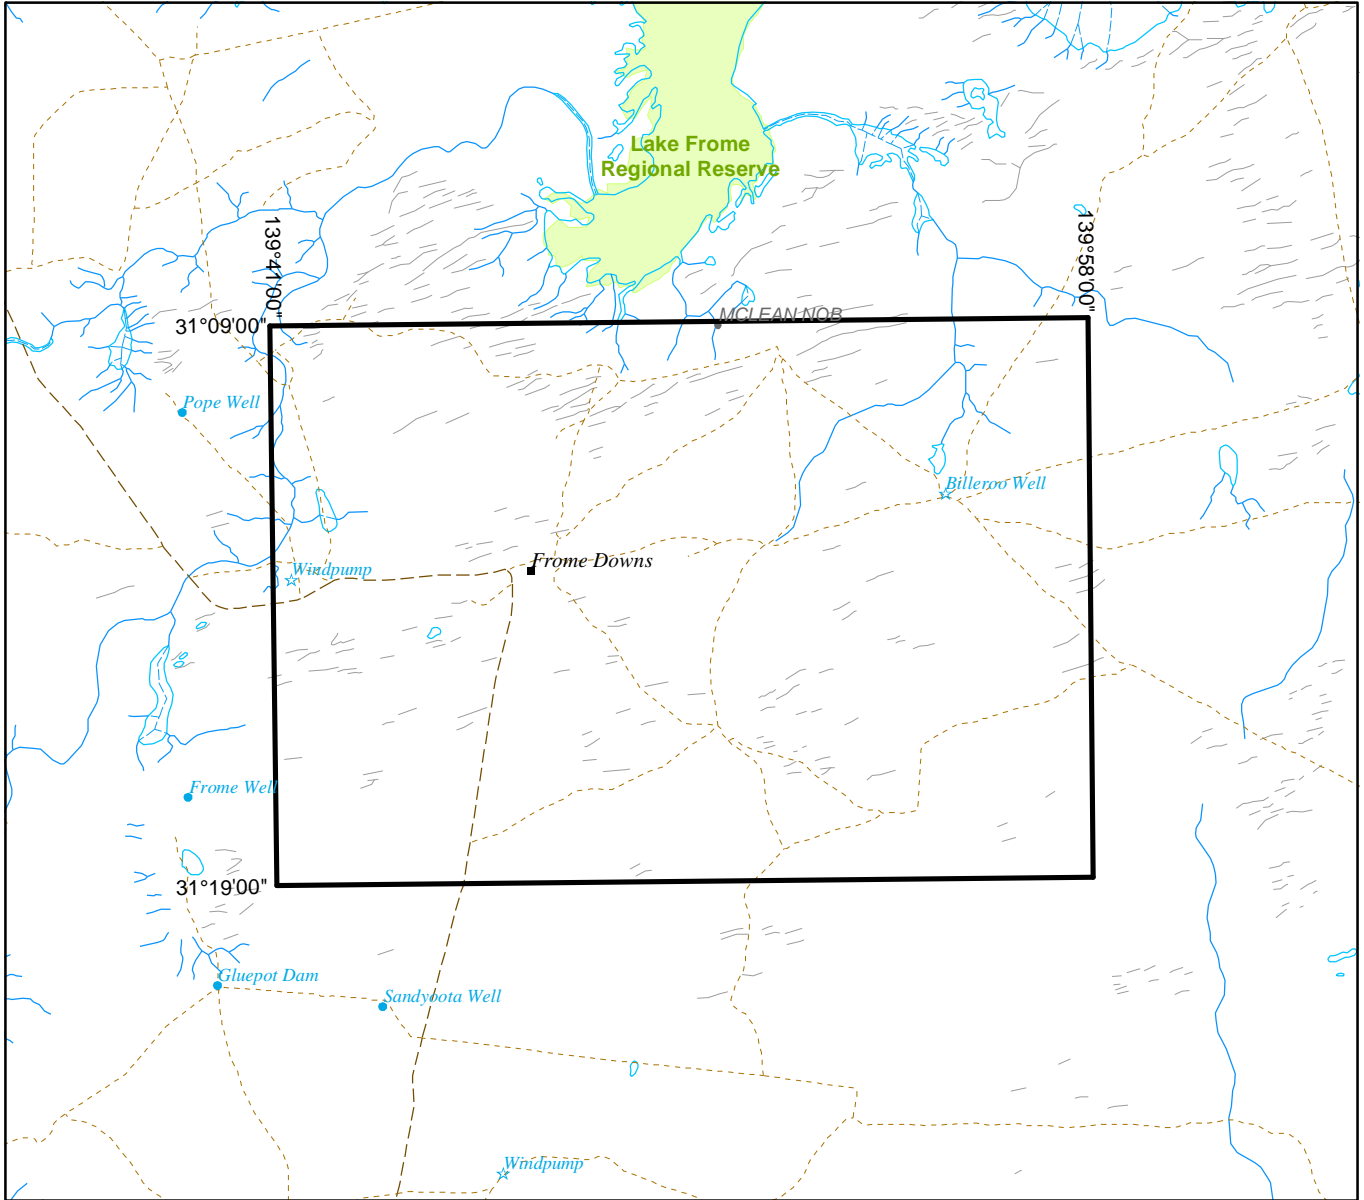 Lake Frome
Regional Reserve
139°41'00"
139°58'00"
MCLEAN NOB
31°09'00"
Pope Well
Billeroo Well
Frome Downs
Windpump
Frome Well
31°19'00"
Gluepot Dam
Sandyoota Well
Windpump